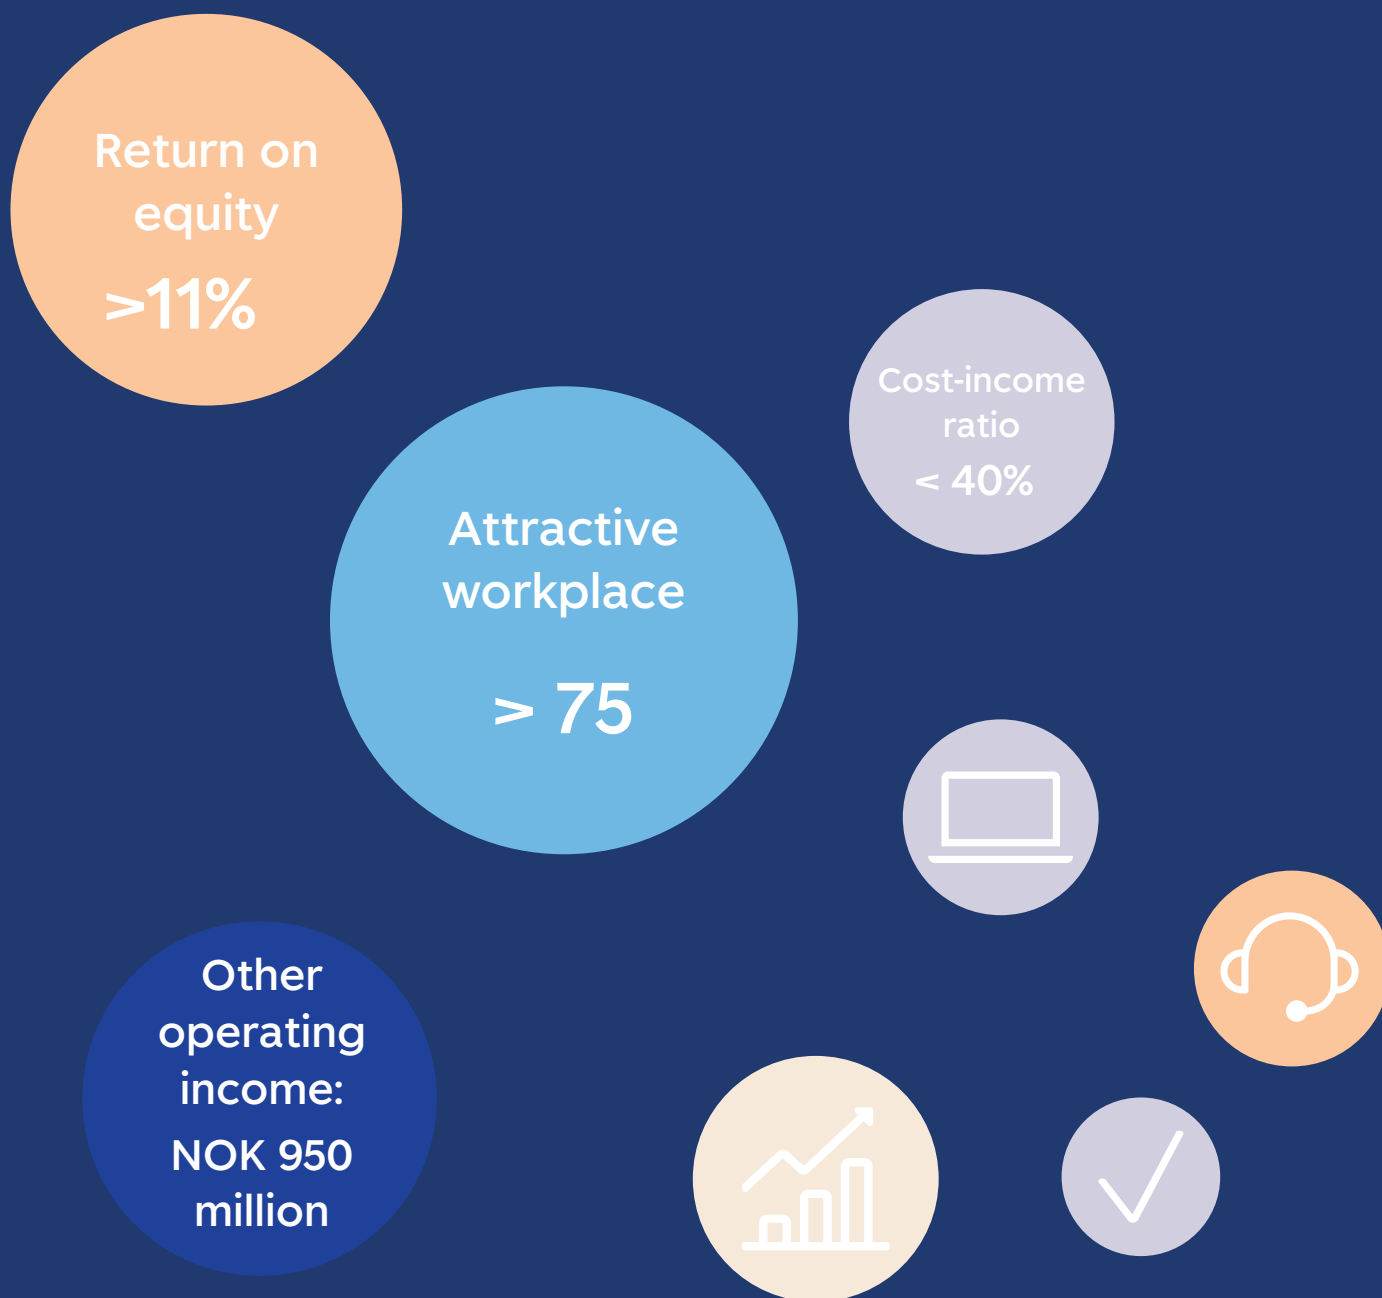 Return on
equity
>11%
Cost-income
ratio
< 40%
Attractive
workplace
> 75
Other
operating
income:
NOK 950
million